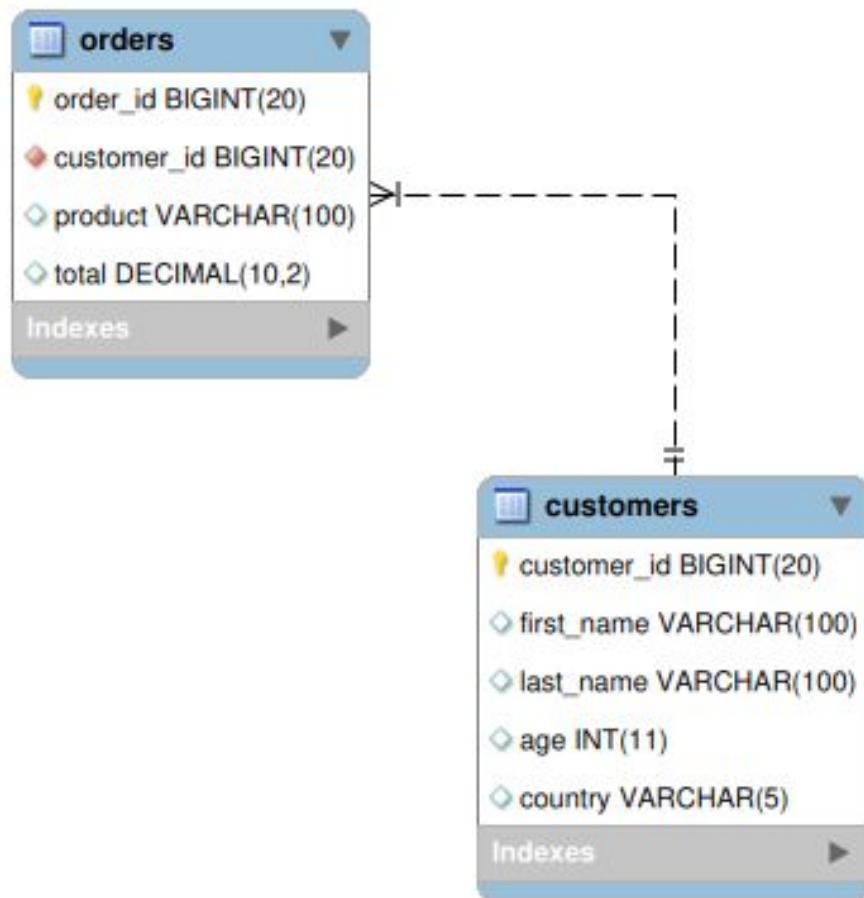 orders
order_id BIGINT(20)
customer_id BIGINT(20)
product VARCHAR(100)
total DECIMAL(10,2)
Indexes
customers
customer_id BIGINT(20)
first_name VARCHAR(100)
last_name VARCHAR(100)
age INT(11)
country VARCHAR(5)
Indexes